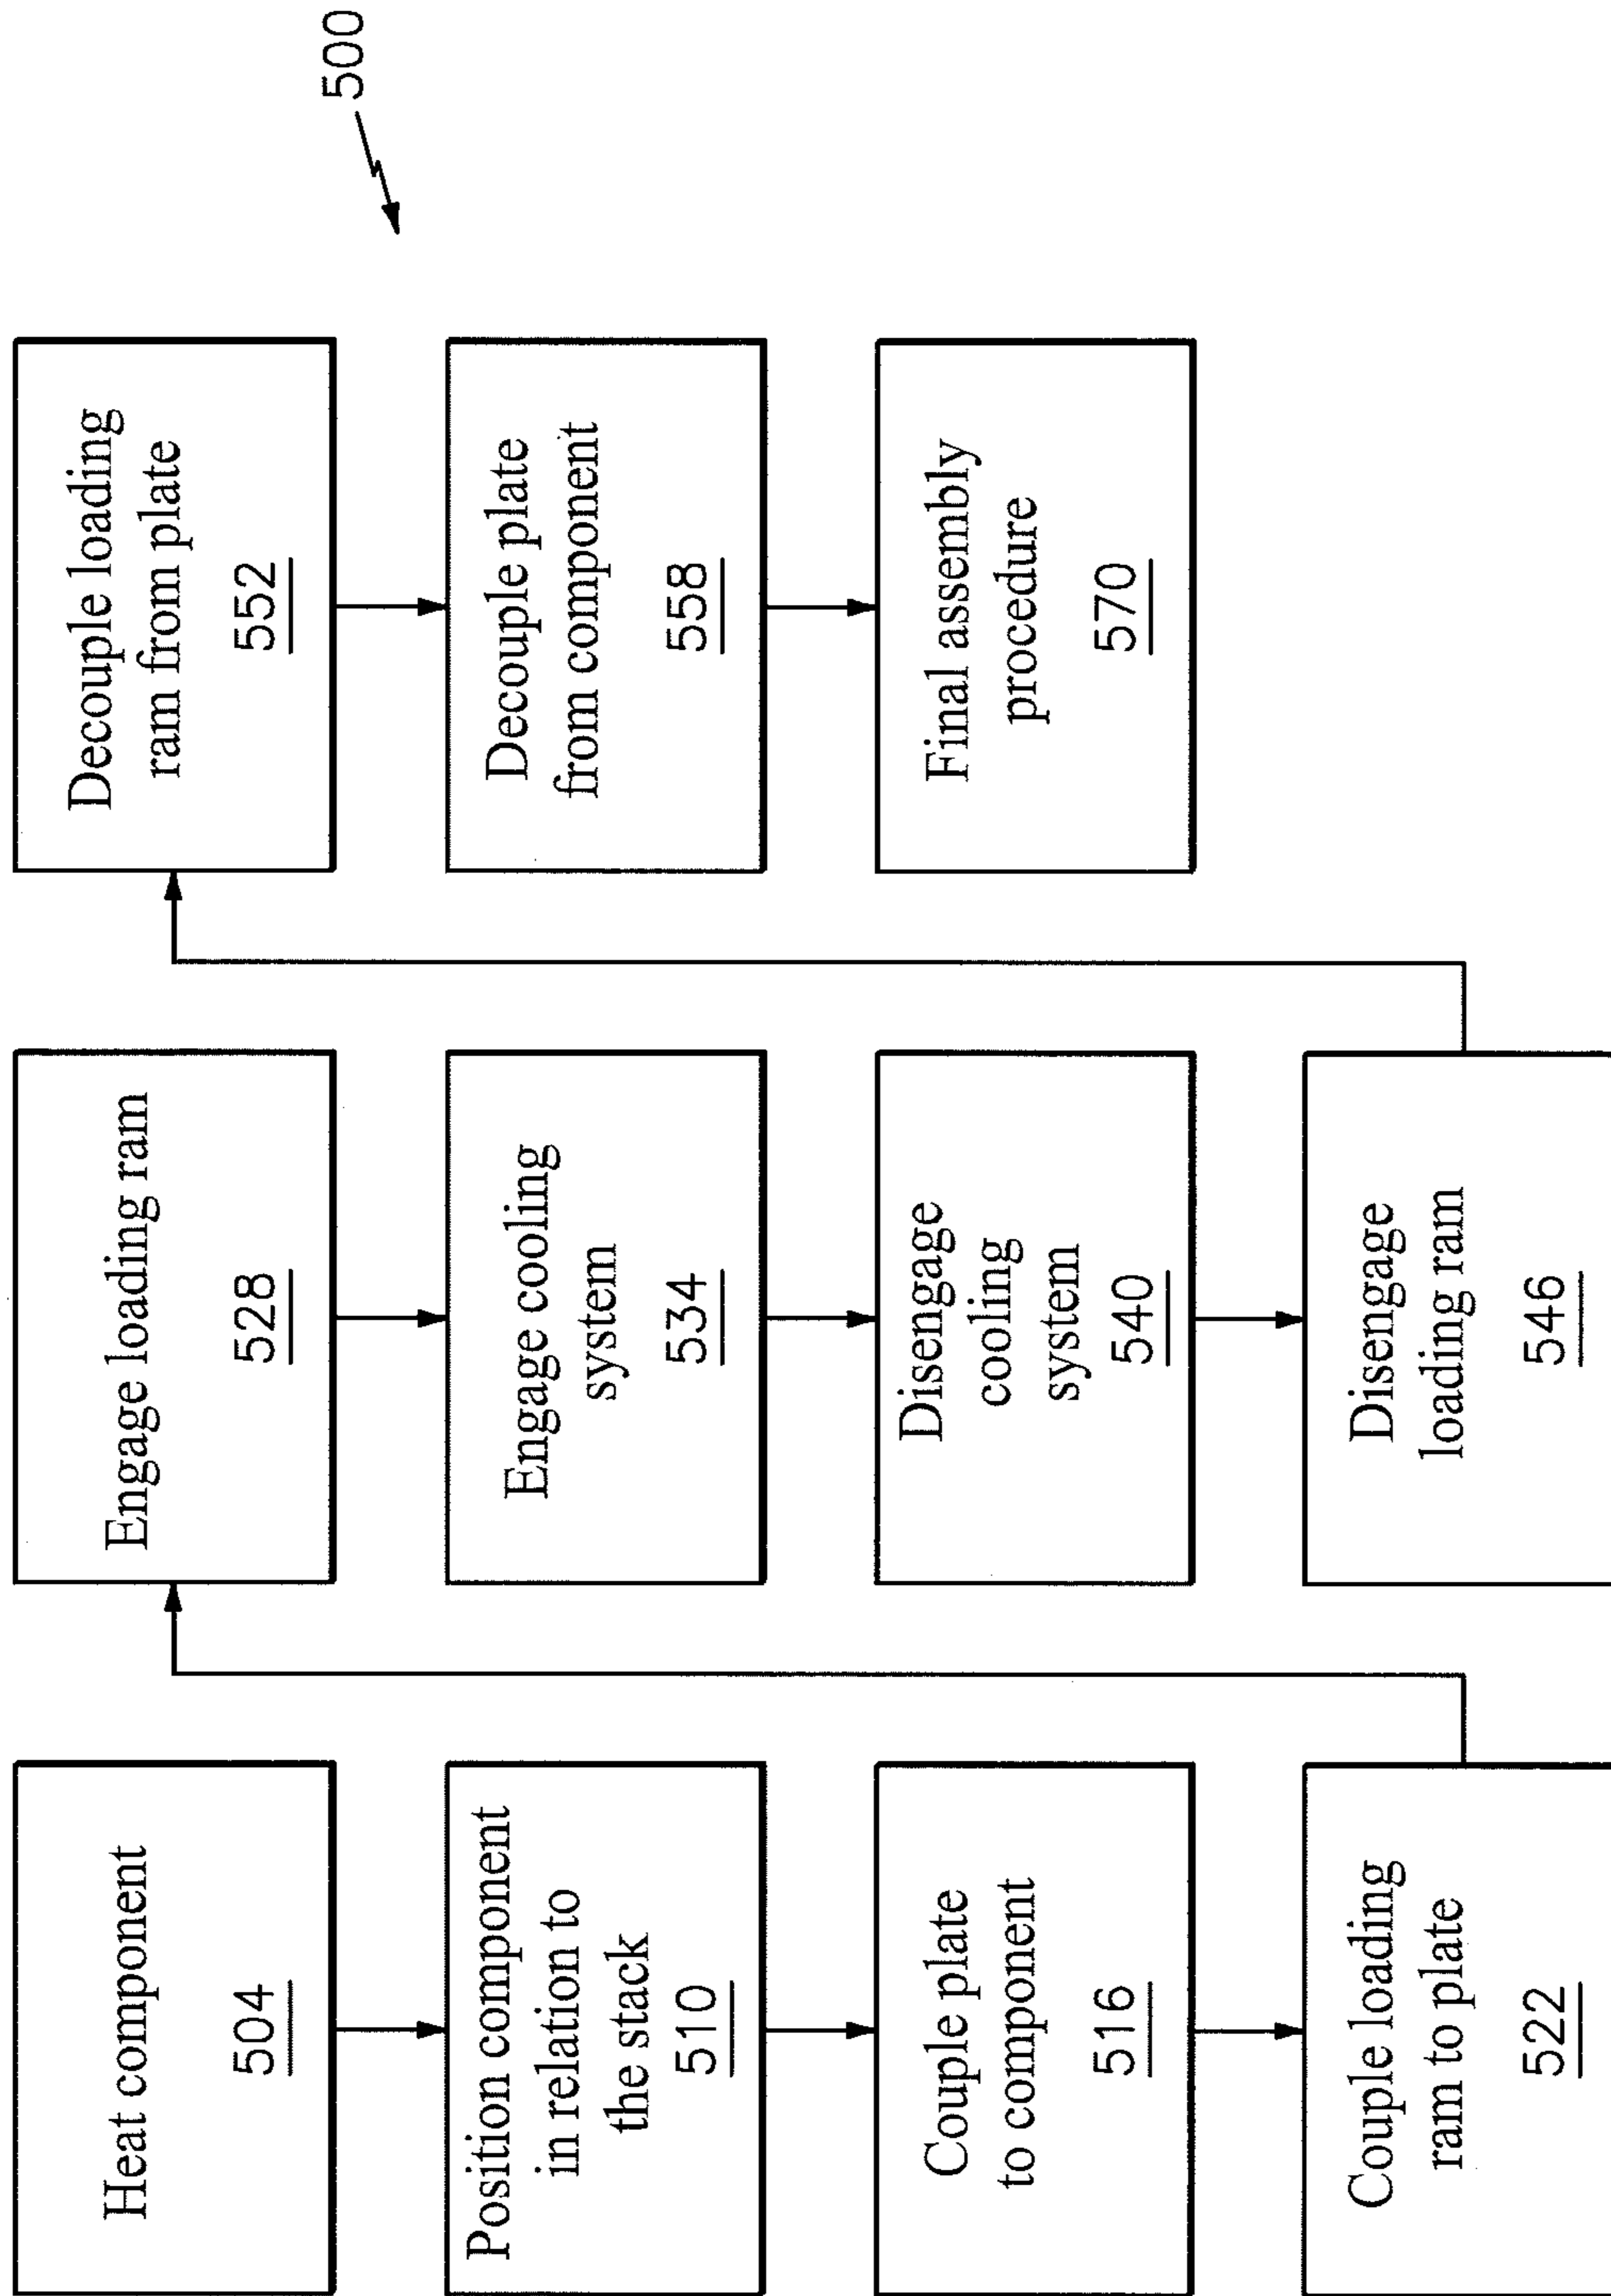 Heat component
504
Position component
in relation to
the stack
510
Couple plate
to component
516
Couple loading
ram to plate
522
Engage loading ram
528
Engage cooling
system
534
Disengage
cooling
system
540
Disengage
loading ram
546
Decouple loading
ram from plate
552
Decouple plate
from component
558
Final assembly
procedure
570
500